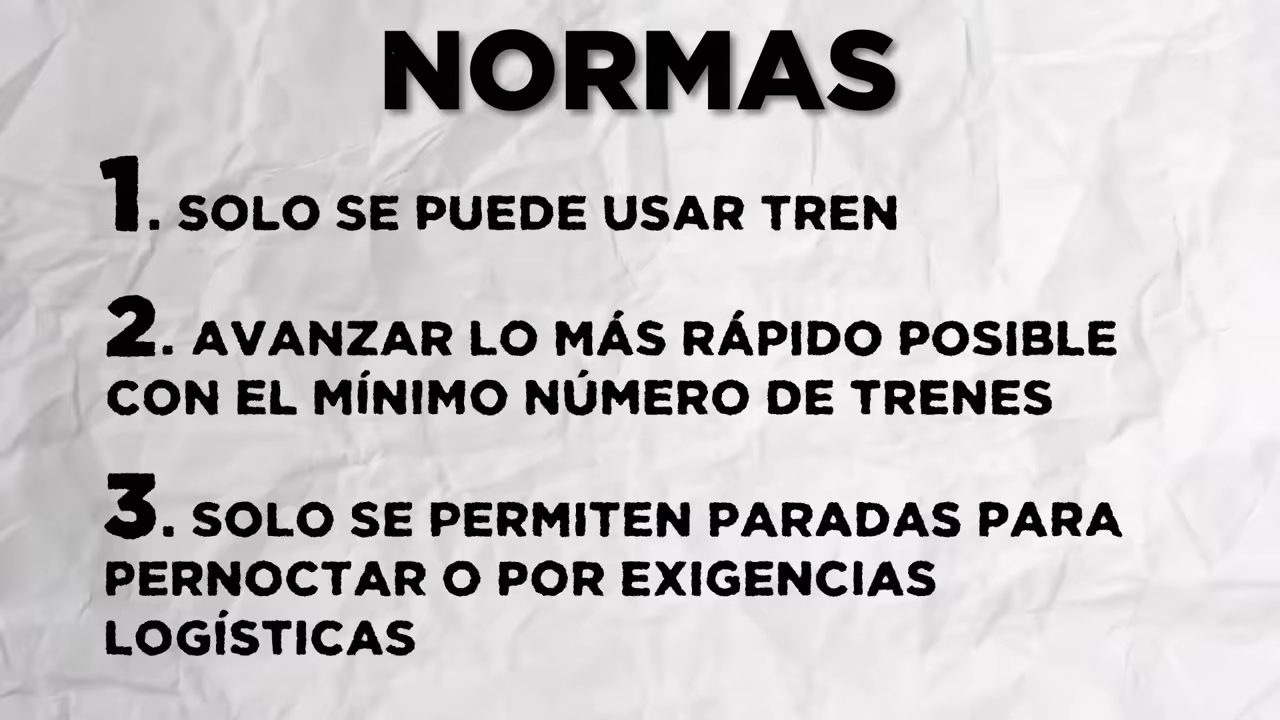 NORMAS
1. SOLO SE PUEDE USAR TREN
2. AVANZAR LO MÁS RÁPIDO POSIBLE
CON EL MÍNIMO NÚMERO DE TRENES
3. SOLO SE PERMITEN PARADAS PARA
PERNOCTAR O POR EXIGENCIAS
LOGÍSTICAS